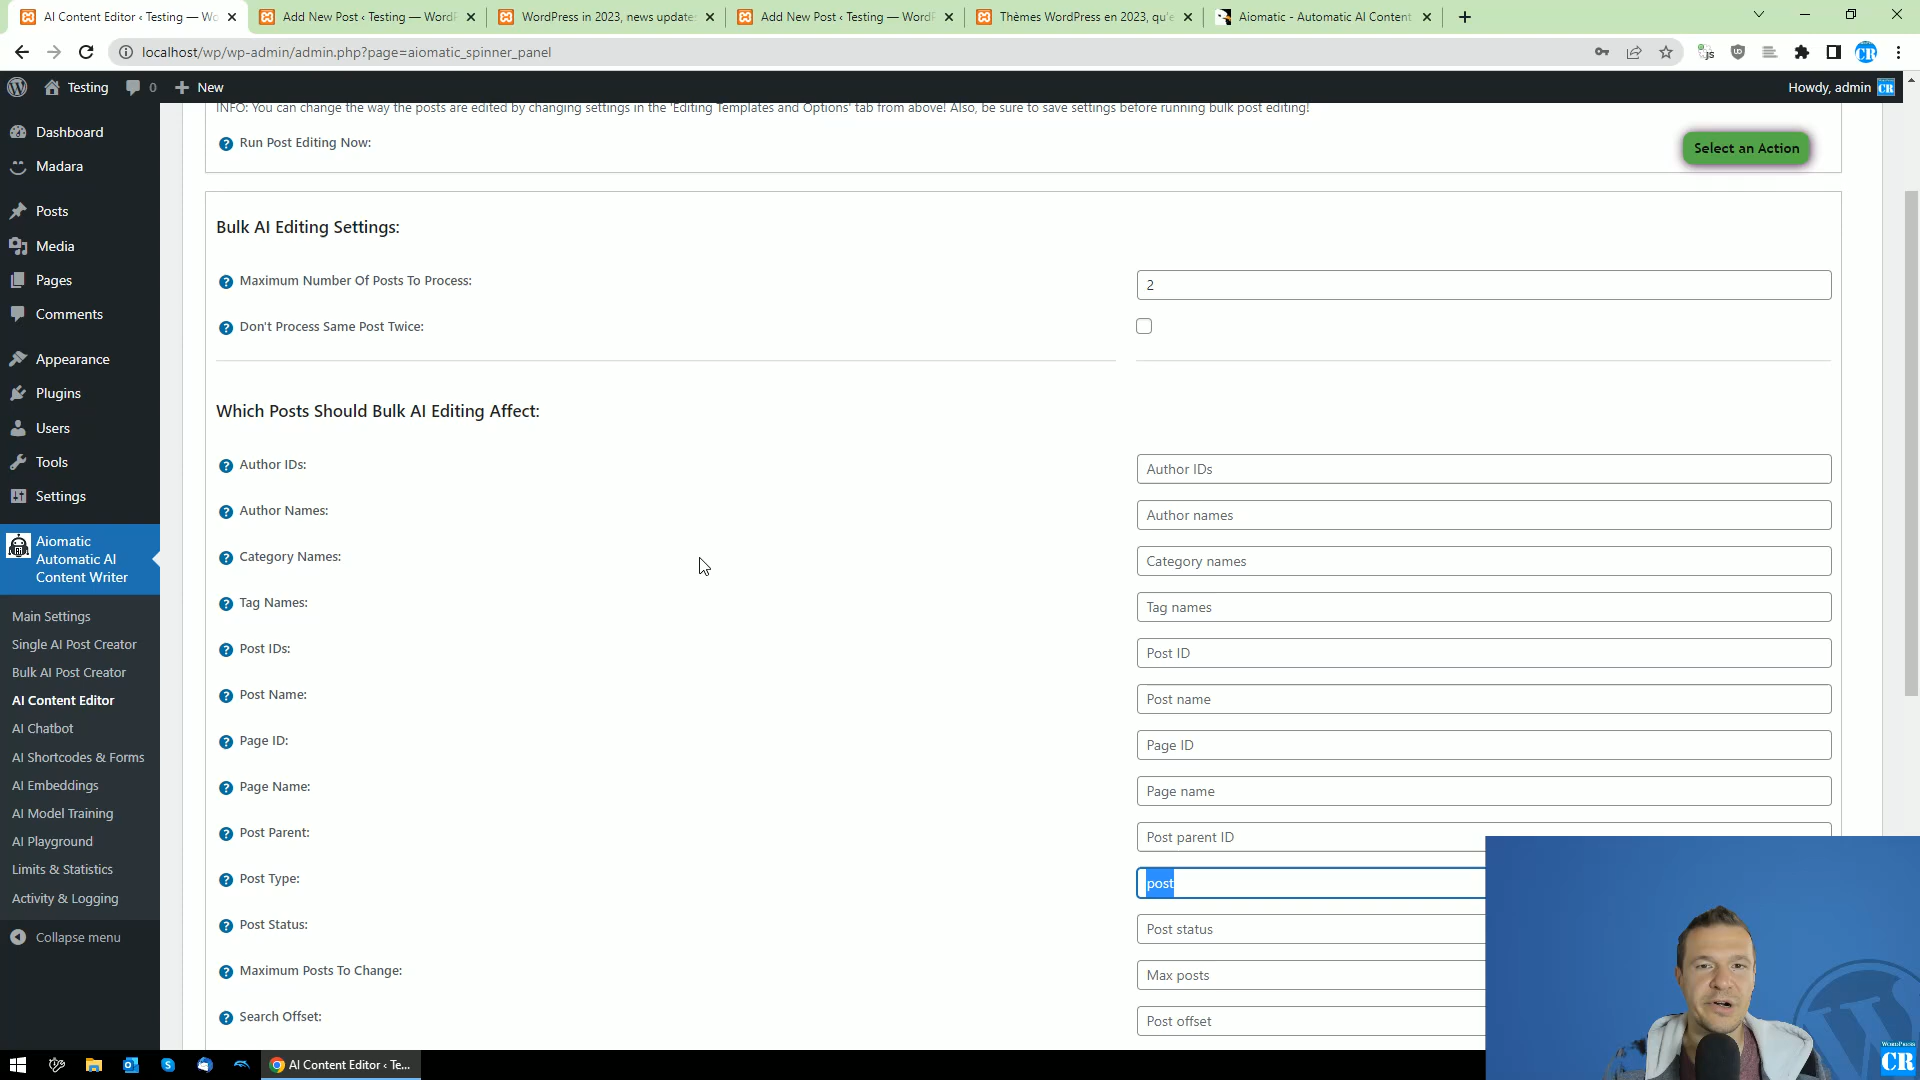 AI Content Editor ‹ Testing — Wo
Add New Post ‹ Testing — WordP
WordPress in 2023, news update
Add New Post ‹ Testing — WordP
Thèmes WordPress en 2023, qu'e
Aiomatic - Automatic AI Content
localhost/wp/wp-admin/admin.php?page=aiomatic_spinner_panel
Testing
0
New
Howdy, admin
CR
Dashboard
Madara
Posts
Media
Pages
Comments
Appearance
Plugins
Users
Tools
Settings
Aiomatic
Automatic AI
Content Writer
Main Settings
Single AI Post Creator
Bulk AI Post Creator
AI Content Editor
AI Chatbot
AI Shortcodes & Forms
AI Embeddings
AI Model Training
AI Playground
Limits & Statistics
Activity & Logging
Collapse menu
INFO: You can change the way the posts are edited by changing settings in the 'Editing Templates and Options' tab from above! Also, be sure to save settings before running bulk post editing!
Run Post Editing Now:
Select an Action
Bulk AI Editing Settings:
Maximum Number Of Posts To Process:
2
Don't Process Same Post Twice:
Which Posts Should Bulk AI Editing Affect:
Author IDs:
Author IDs
Author Names:
Author names
Category Names:
Category names
Tag Names:
Tag names
Post IDs:
Post ID
Post Name:
Post name
Page ID:
Page ID
Page Name:
Page name
Post Parent:
Post parent ID
Post Type:
post
Post Status:
Post status
Maximum Posts To Change:
Max posts
Search Offset:
Post offset
AI Content Editor ‹ Te...
WORDPRESS
CR